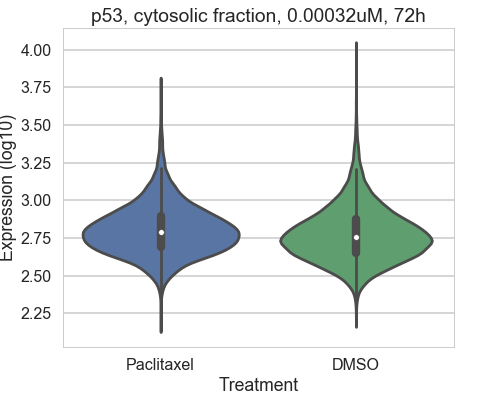 p53, cytosolic fraction, 0.00032uM, 72h
Expression (log10)
4.00
3.75
3.50
3.25
3.00
2.75
2.50
2.25
Paclitaxel
DMSO
Treatment